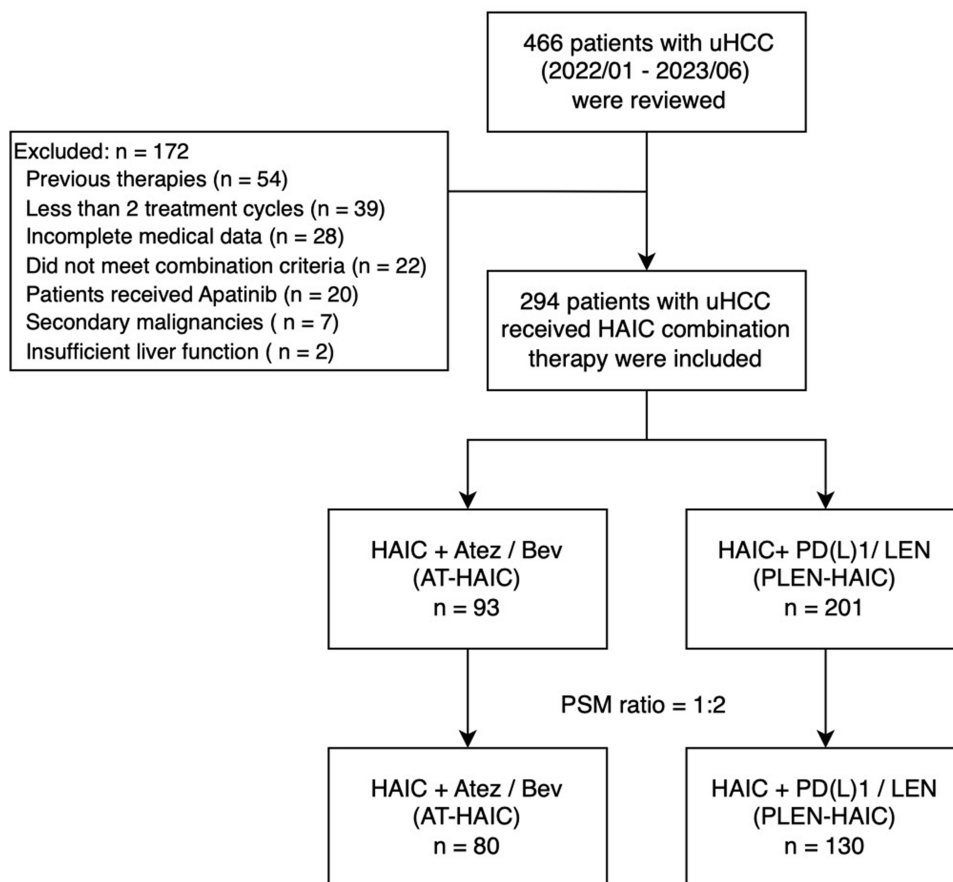 466 patients with uHCC
(2022/01 - 2023/06)
were reviewed
Excluded: n = 172
Previous therapies (n = 54)
Less than 2 treatment cycles (n = 39)
Incomplete medical data (n = 28)
Did not meet combination criteria (n = 22)
Patients received Apatinib (n = 20)
Secondary malignancies ( n = 7)
Insufficient liver function ( n = 2)
294 patients with uHCC
received HAIC combination
therapy were included
HAIC + Atez / Bev
(AT-HAIC)
n = 93
HAIC+ PD(L)1/ LEN
(PLEN-HAIC)
n = 201
PSM ratio = 1:2
HAIC + Atez / Bev
(AT-HAIC)
n = 80
HAIC + PD(L)1 / LEN
(PLEN-HAIC)
n = 130